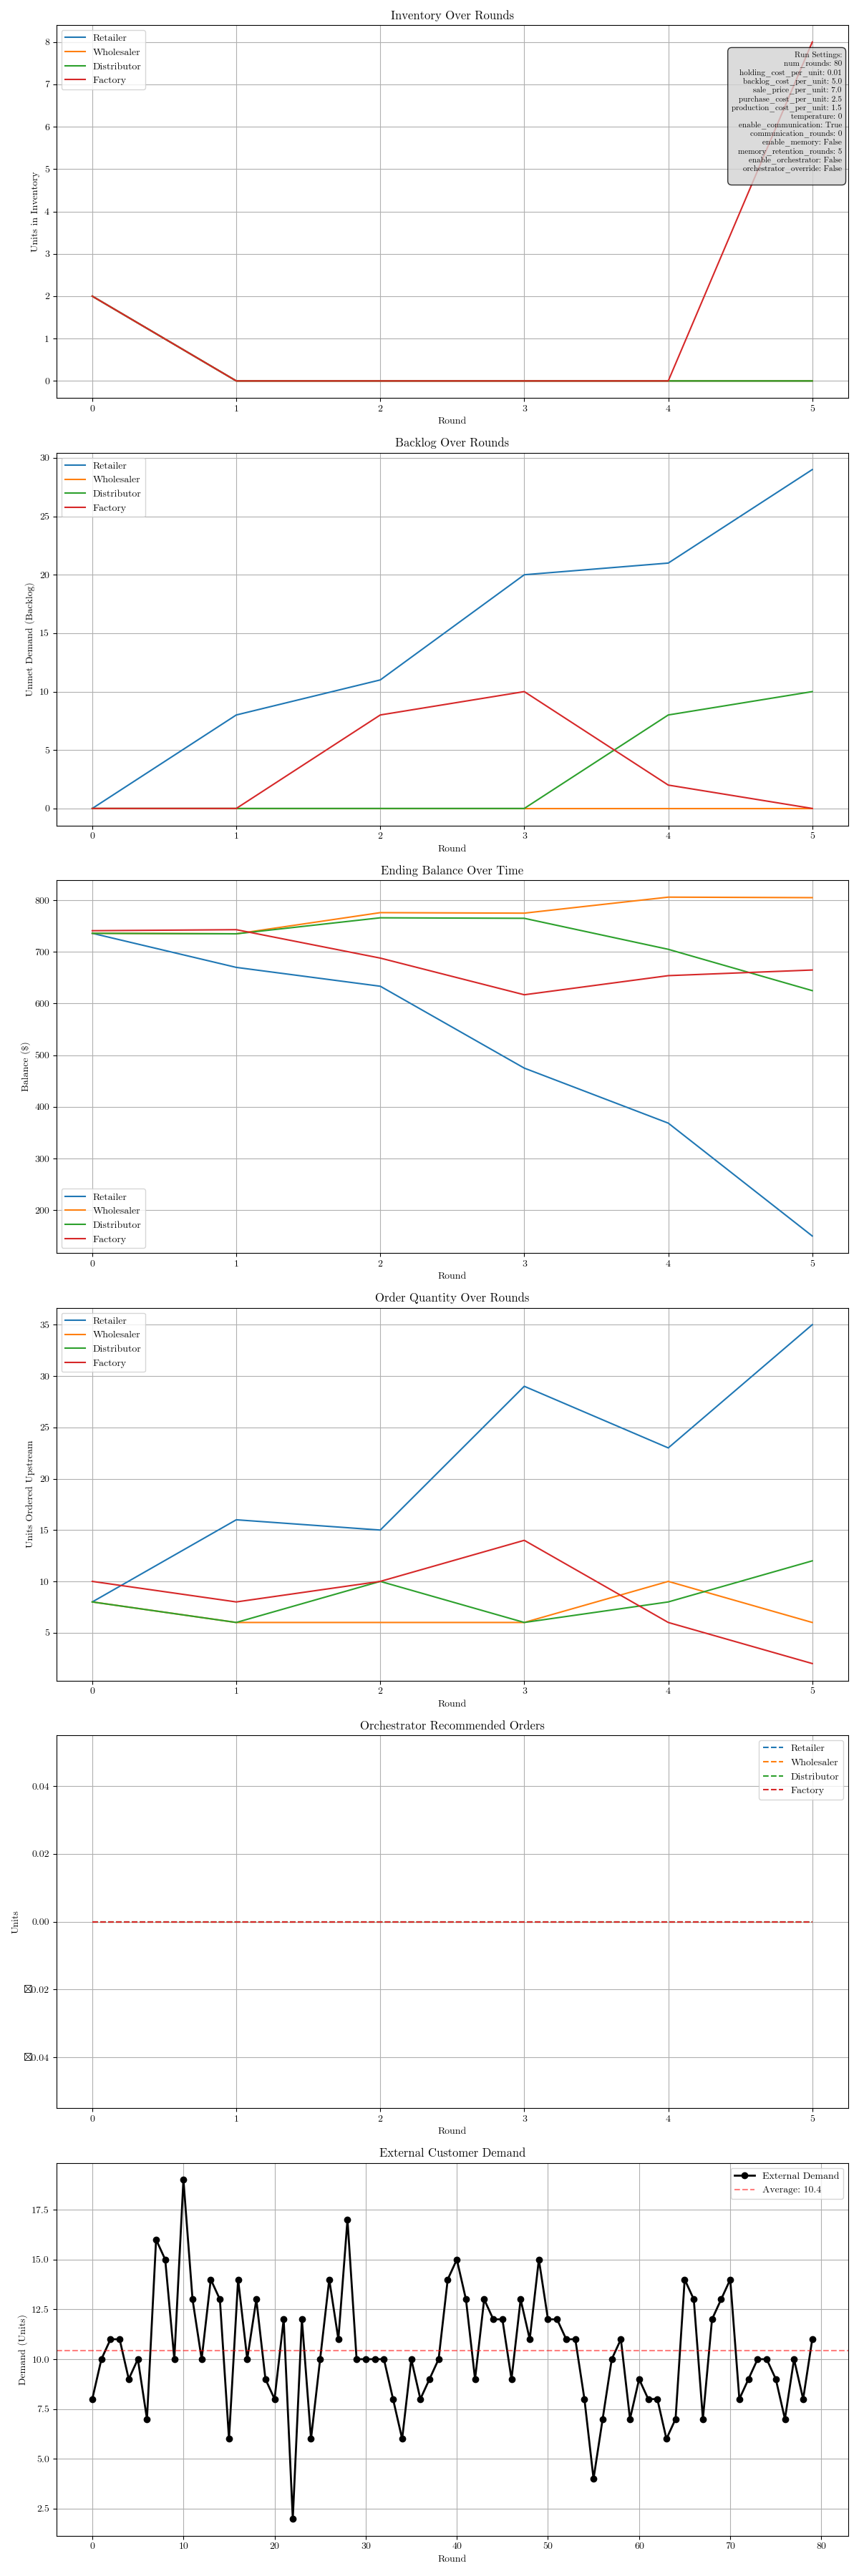 Inventory Over Rounds
Retailer
Wholesaler
Distributor
Factory
Run Settings:
num_rounds: 80
holding_cost_per_unit: 0.01
backlog_cost_per_unit: 5.0
sale_price_per_unit: 7.0
purchase_cost_per_unit: 2.5
production_cost_per_unit: 1.5
temperature: 0
enable_communication: True
communication_rounds: 0
enable_memory: False
memory_retention_rounds: 5
enable_orchestrator: False
orchestrator_override: False
Units in Inventory
8
7
6
5
4
3
2
1
0
0 1 2 3 4 5
Round
Backlog Over Rounds
Retailer
Wholesaler
Distributor
Factory
Unmet Demand (Backlog)
30
25
20
15
10
5
0
0 1 2 3 4 5
Round
Ending Balance Over Time
Balance ($)
800
700
600
500
400
300
200
Retailer
Wholesaler
Distributor
Factory
0 1 2 3 4 5
Round
Order Quantity Over Rounds
Retailer
Wholesaler
Distributor
Factory
Units Ordered Upstream
35
30
25
20
15
10
5
0 1 2 3 4 5
Round
Orchestrator Recommended Orders
Retailer
Wholesaler
Distributor
Factory
Units
0.04
0.02
0.00
0.02
0.04
0 1 2 3 4 5
Round
External Customer Demand
External Demand
Average: 10.4
Demand (Units)
17.5
15.0
12.5
10.0
7.5
5.0
2.5
0 10 20 30 40 50 60 70 80
Round